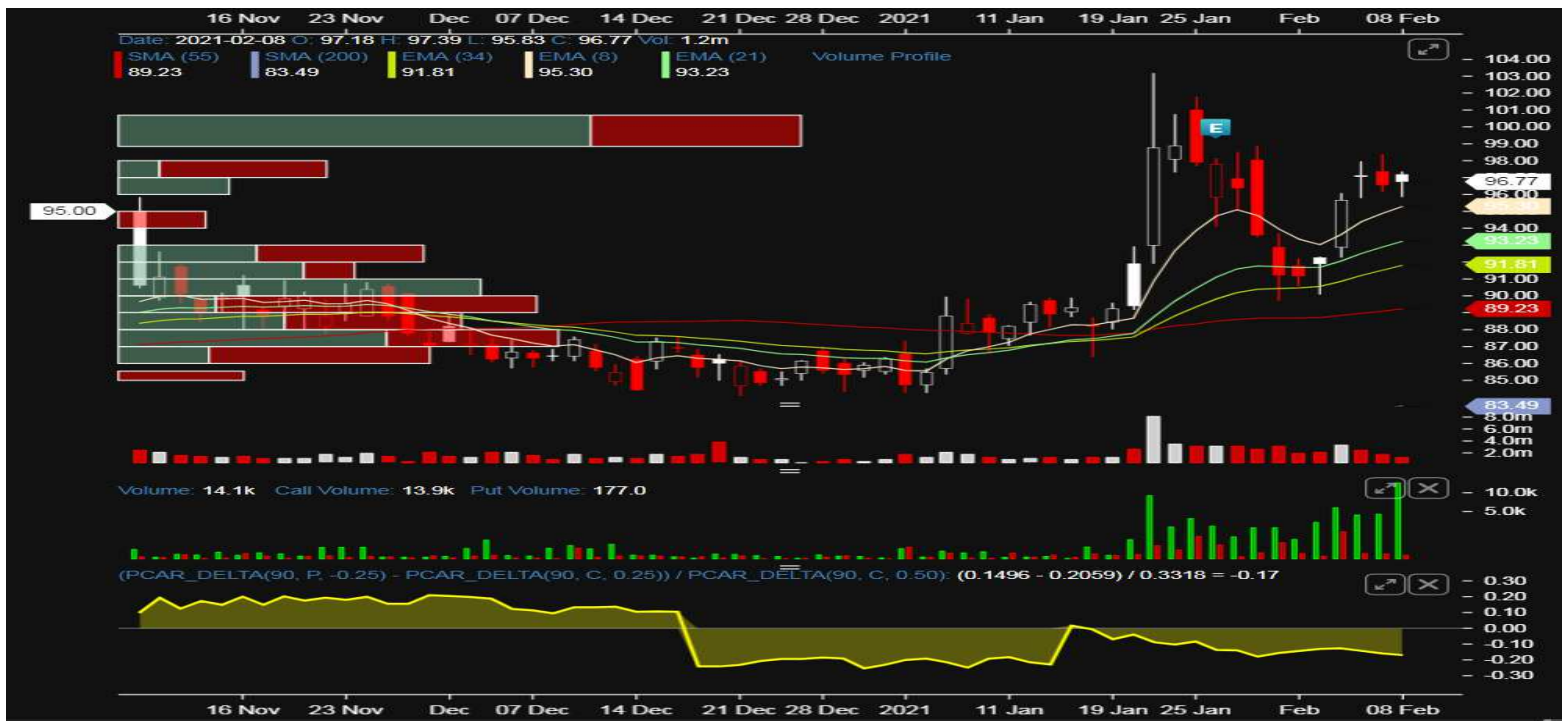 16 Nov 23 Nov Dec 07 Dec 14 Dec 21 Dec 28 Dec 2021 11 Jan 19 Jan 25 Jan Feb 08 Feb
Date: 2021-02-08 O: 97.18 H: 97.39 L: 95.83 C: 96.77 Vol: 1.2m
SMA (55) SMA (200) EMA (34) EMA (8) EMA (21) Volume Profile
89.23 83.49 91.81 95.30 93.23
104.00
103.00
102.00
101.00
E 100.00
99.00
98.00
96.77
96.00
95.00 95.30
94.00
93.23
91.81
91.00
90.00
89.23
88.00
87.00
86.00
85.00
83.49
8.0m
6.0m
4.0m
2.0m
Volume: 14.1k Call Volume: 13.9k Put Volume: 177.0
10.0k
5.0k
(PCAR_DELTA(90, P, -0.25) - PCAR_DELTA(90, C, 0.25)) / PCAR_DELTA(90, C, 0.50): (0.1496 - 0.2059) / 0.3318 = -0.17
0.30
0.20
0.10
0.00
-0.10
-0.20
-0.30
16 Nov 23 Nov Dec 07 Dec 14 Dec 21 Dec 28 Dec 2021 11 Jan 19 Jan 25 Jan Feb 08 Feb